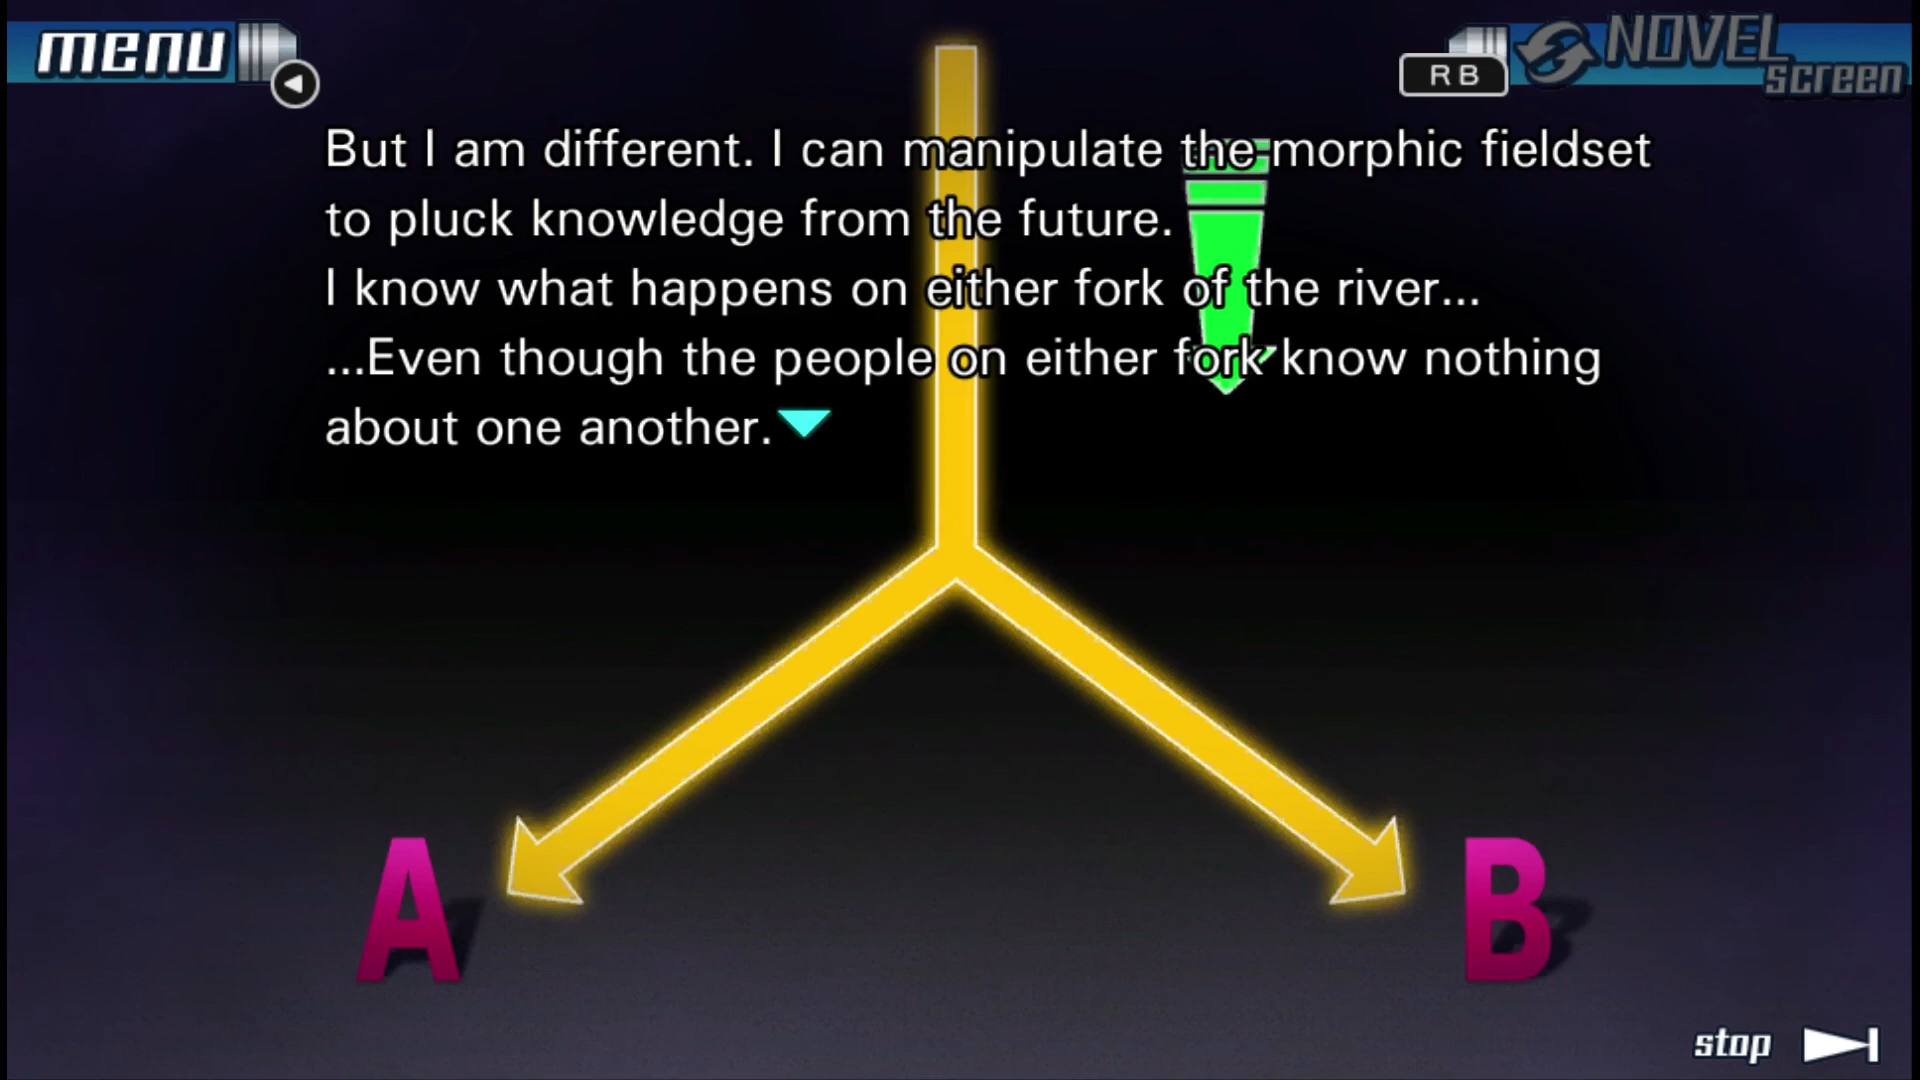 menu
RB
NOVEL
screen
But I am different. I can manipulate the morphic fieldset
to pluck knowledge from the future.
I know what happens on either fork of the river...
...Even though the people on either fork know nothing
about one another.
A
B
stop